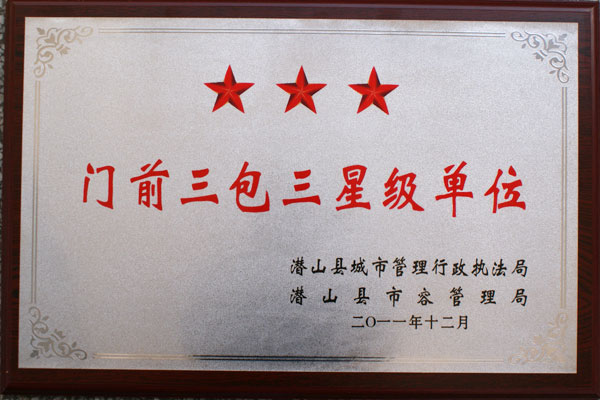 门前三包三星级单位
潜山县城市管理行政执法局
潜山县市容管理局
二〇一一年十二月